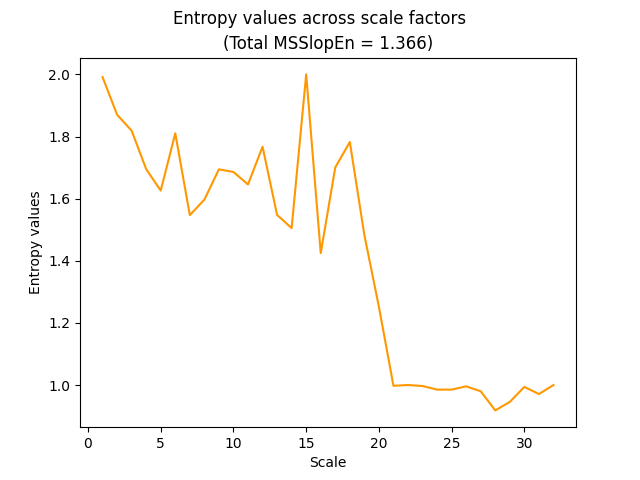 Entropy values across scale factors
(Total MSSlopEn = 1.366)
2.0
1.8
1.6
1.4
1.2
1.0
Entropy values
0 5 10 15 20 25 30
Scale